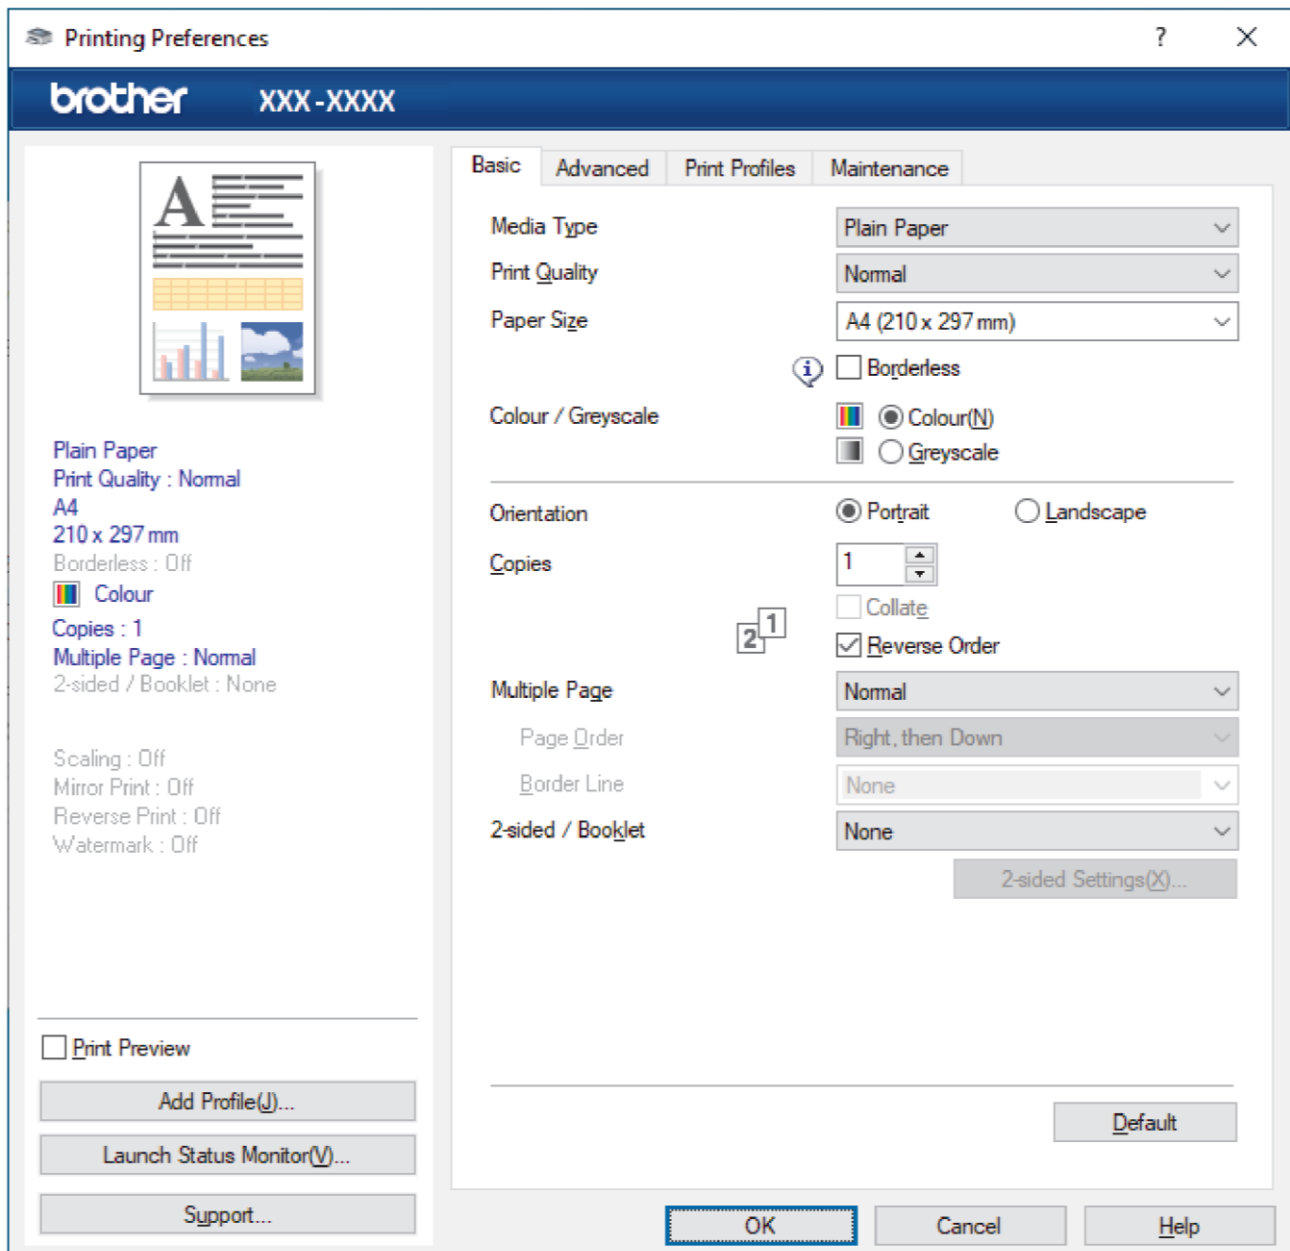 Printing Preferences ? ×
brother XXX-XXXX
A
Plain Paper
Print Quality : Normal
A4
210 x 297 mm
Borderless : Off
Colour
Copies : 1
Multiple Page : Normal
2-sided / Booklet : None
Scaling : Off
Mirror Print : Off
Reverse Print : Off
Watermark : Off
Print Preview
Add Profile(J)...
Launch Status Monitor(V)...
Support...
Basic Advanced Print Profiles Maintenance
Media Type Plain Paper
Print Quality Normal
Paper Size A4 (210 x 297 mm)
i Borderless
Colour / Greyscale Colour(N)
Greyscale
Orientation Portrait Landscape
Copies 1
Collate
2 1 Reverse Order
Multiple Page Normal
Page Order Right, then Down
Border Line None
2-sided / Booklet None
2-sided Settings(X)...
Default
OK Cancel Help